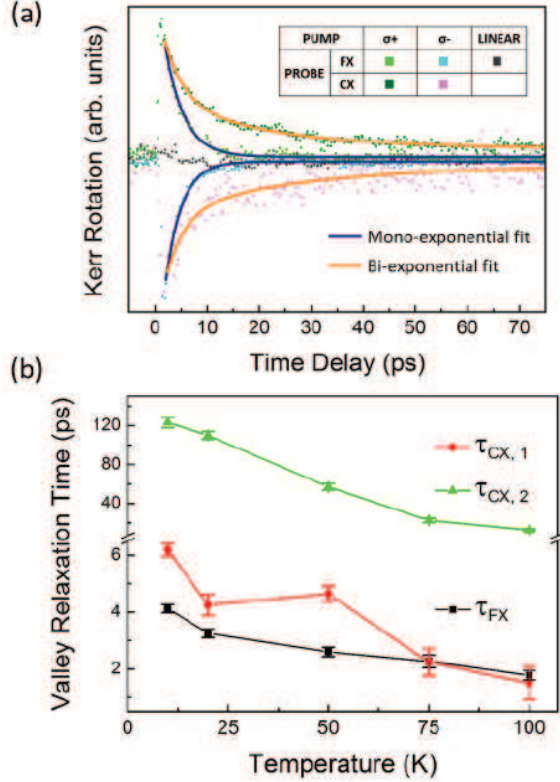 (a)
PUMP σ+ σ- LINEAR
PROBE FX
CX
Kerr Rotation (arb. units)
Mono-exponential fit
Bi-exponential fit
0 10 20 30 40 50 60 70
Time Delay (ps)
(b)
Valley Relaxation Time (ps)
120
80
40
6
4
2
τCX, 1
τCX, 2
τFX
0 25 50 75 100
Temperature (K)